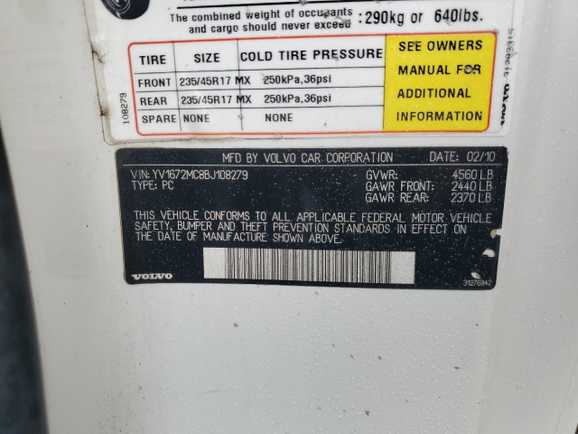 The combined weight of occupants
and cargo should never exceed :290kg or 640lbs.
TIRE SIZE COLD TIRE PRESSURE
FRONT 235/45R17 MX 250kPa,36psi
REAR 235/45R17 MX 250kPa,36psi
SPARE NONE NONE
SEE OWNERS
MANUAL FOR
ADDITIONAL
INFORMATION
108279
VOLVO
MFD BY VOLVO CAR CORPORATION DATE: 02/10
VIN: YV1672MC8BJ108279 GVWR: 4560 LB
TYPE: PC GAWR FRONT: 2440 LB
GAWR REAR: 2370 LB
THIS VEHICLE CONFORMS TO ALL APPLICABLE FEDERAL MOTOR VEHICLE
SAFETY, BUMPER AND THEFT PREVENTION STANDARDS IN EFFECT ON
THE DATE OF MANUFACTURE SHOWN ABOVE.
VOLVO